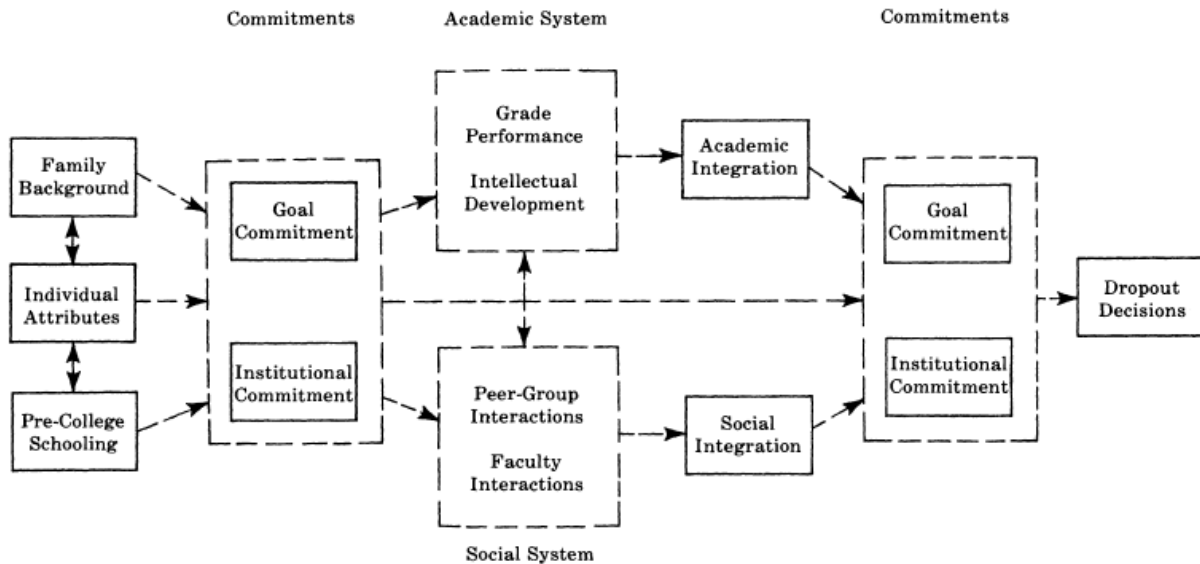 Commitments
Academic System
Commitments
Family
Background
Individual
Attributes
Pre-College
Schooling
Goal
Commitment
Institutional
Commitment
Grade
Performance
Intellectual
Development
Peer-Group
Interactions
Faculty
Interactions
Social System
Academic
Integration
Social
Integration
Goal
Commitment
Institutional
Commitment
Dropout
Decisions